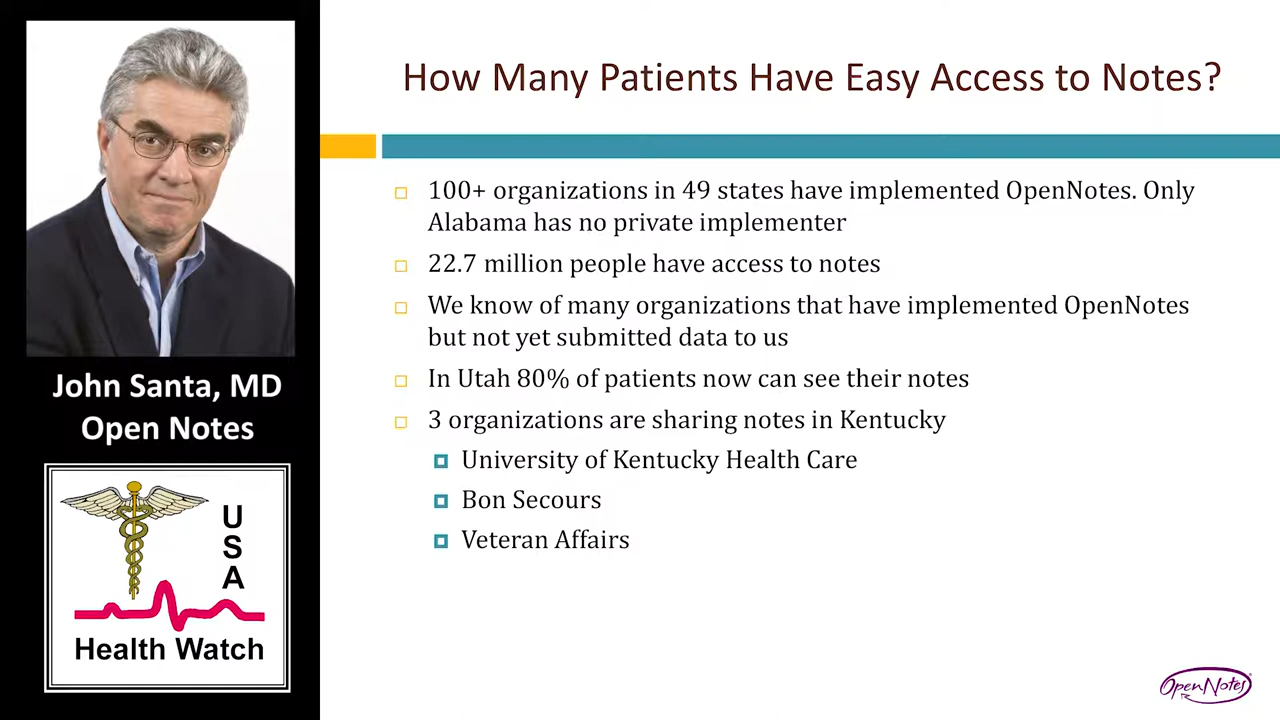 How Many Patients Have Easy Access to Notes?
100+ organizations in 49 states have implemented OpenNotes. Only
Alabama has no private implementer
22.7 million people have access to notes
We know of many organizations that have implemented OpenNotes
but not yet submitted data to us
In Utah 80% of patients now can see their notes
3 organizations are sharing notes in Kentucky
University of Kentucky Health Care
Bon Secours
Veteran Affairs
John Santa, MD
Open Notes
U
S
A
Health Watch
OpenNotes